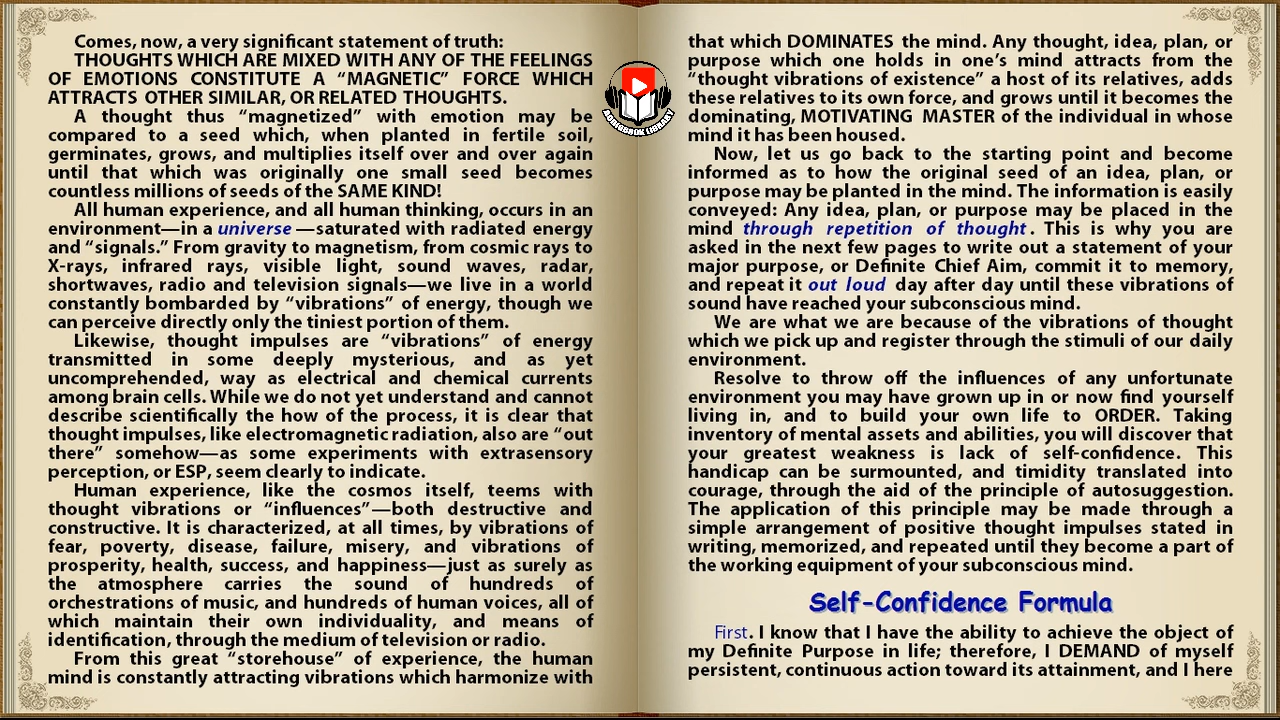 Comes, now, a very significant statement of truth:
THOUGHTS WHICH ARE MIXED WITH ANY OF THE FEELINGS
OF EMOTIONS CONSTITUTE A “MAGNETIC” FORCE WHICH
ATTRACTS OTHER SIMILAR, OR RELATED THOUGHTS.
A thought thus “magnetized” with emotion may be
compared to a seed which, when planted in fertile soil,
germinates, grows, and multiplies itself over and over again
until that which was originally one small seed becomes
countless millions of seeds of the SAME KIND!
All human experience, and all human thinking, occurs in an
environment—in a universe —saturated with radiated energy
and “signals.” From gravity to magnetism, from cosmic rays to
X-rays, infrared rays, visible light, sound waves, radar,
shortwaves, radio and television signals—we live in a world
constantly bombarded by “vibrations” of energy, though we
can perceive directly only the tiniest portion of them.
Likewise, thought impulses are “vibrations” of energy
transmitted in some deeply mysterious, and as yet
uncomprehended, way as electrical and chemical currents
among brain cells. While we do not yet understand and cannot
describe scientifically the how of the process, it is clear that
thought impulses, like electromagnetic radiation, also are “out
there” somehow—as some experiments with extrasensory
perception, or ESP, seem clearly to indicate.
Human experience, like the cosmos itself, teems with
thought vibrations or “influences”—both destructive and
constructive. It is characterized, at all times, by vibrations of
fear, poverty, disease, failure, misery, and vibrations of
prosperity, health, success, and happiness—just as surely as
the atmosphere carries the sound of hundreds of
orchestrations of music, and hundreds of human voices, all of
which maintain their own individuality, and means of
identification, through the medium of television or radio.
From this great “storehouse” of experience, the human
mind is constantly attracting vibrations which harmonize with
AUDIOBOOK LIBRARY
that which DOMINATES the mind. Any thought, idea, plan, or
purpose which one holds in one’s mind attracts from the
“thought vibrations of existence” a host of its relatives, adds
these relatives to its own force, and grows until it becomes the
dominating, MOTIVATING MASTER of the individual in whose
mind it has been housed.
Now, let us go back to the starting point and become
informed as to how the original seed of an idea, plan, or
purpose may be planted in the mind. The information is easily
conveyed: Any idea, plan, or purpose may be placed in the
mind through repetition of thought . This is why you are
asked in the next few pages to write out a statement of your
major purpose, or Definite Chief Aim, commit it to memory,
and repeat it out loud day after day until these vibrations of
sound have reached your subconscious mind.
We are what we are because of the vibrations of thought
which we pick up and register through the stimuli of our daily
environment.
Resolve to throw off the influences of any unfortunate
environment you may have grown up in or now find yourself
living in, and to build your own life to ORDER. Taking
inventory of mental assets and abilities, you will discover that
your greatest weakness is lack of self-confidence. This
handicap can be surmounted, and timidity translated into
courage, through the aid of the principle of autosuggestion.
The application of this principle may be made through a
simple arrangement of positive thought impulses stated in
writing, memorized, and repeated until they become a part of
the working equipment of your subconscious mind.
Self-Confidence Formula
First. I know that I have the ability to achieve the object of
my Definite Purpose in life; therefore, I DEMAND of myself
persistent, continuous action toward its attainment, and I here